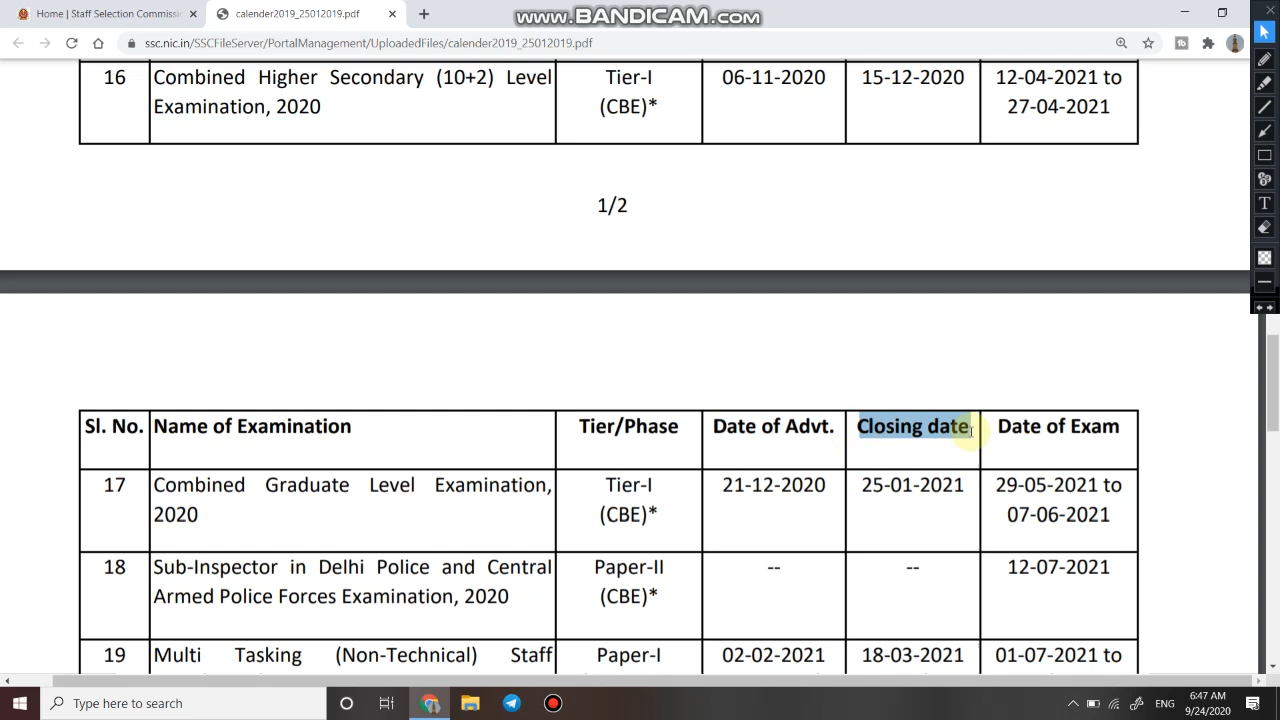 Home | Staff Selection Commissi
calender2019_25012019.pdf
www.BANDICAM.com
ssc.nic.in/SSCFileServer/PortalManagement/UploadedFiles/calender2019_25012019.pdf
16 Combined Higher Secondary (10+2) Level Tier-I 06-11-2020 15-12-2020 12-04-2021 to
Examination, 2020 (CBE)* 27-04-2021
1/2
Sl. No. Name of Examination Tier/Phase Date of Advt. Closing date Date of Exam
17 Combined Graduate Level Examination, Tier-I 21-12-2020 25-01-2021 29-05-2021 to
2020 (CBE)* 07-06-2021
18 Sub-Inspector in Delhi Police and Central Paper-II -- -- 12-07-2021
Armed Police Forces Examination, 2020 (CBE)*
19 Multi Tasking (Non-Technical) Staff Paper-I 02-02-2021 18-03-2021 01-07-2021 to
Type here to search
ENG
6:47 AM
9/24/2020